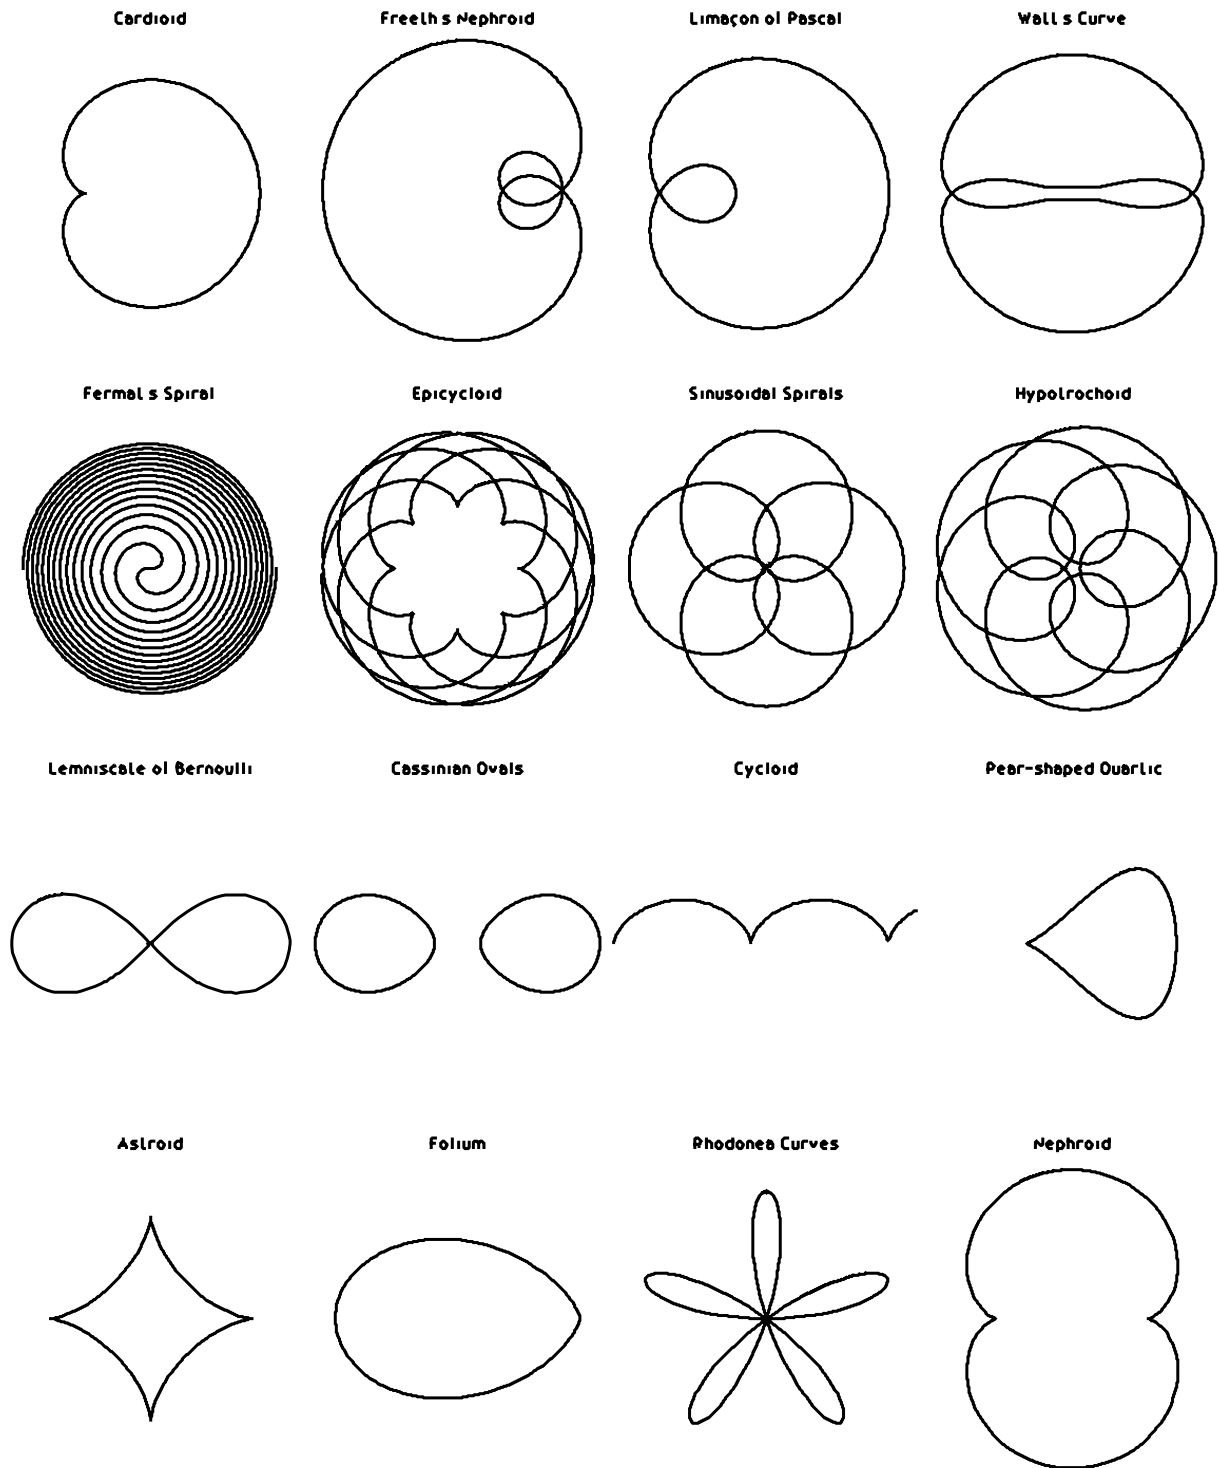 Cardioid
Freeth s Nephroid
Limaçon of Pascal
Watt s Curve
Fermat s Spiral
Epicycloid
Sinusoidal Spirals
Hypotrochoid
Lemniscate of Bernoulli
Cassinian Ovals
Cycloid
Pear-shaped Quartic
Astroid
Folium
Rhodonea Curves
Nephroid